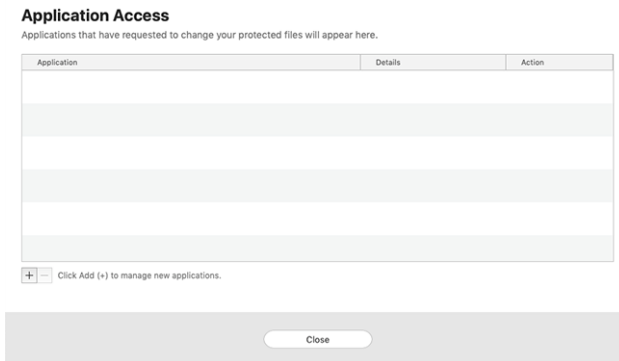 Application Access
Applications that have requested to change your protected files will appear here.
Application Details Action
+ − Click Add (+) to manage new applications.
Close